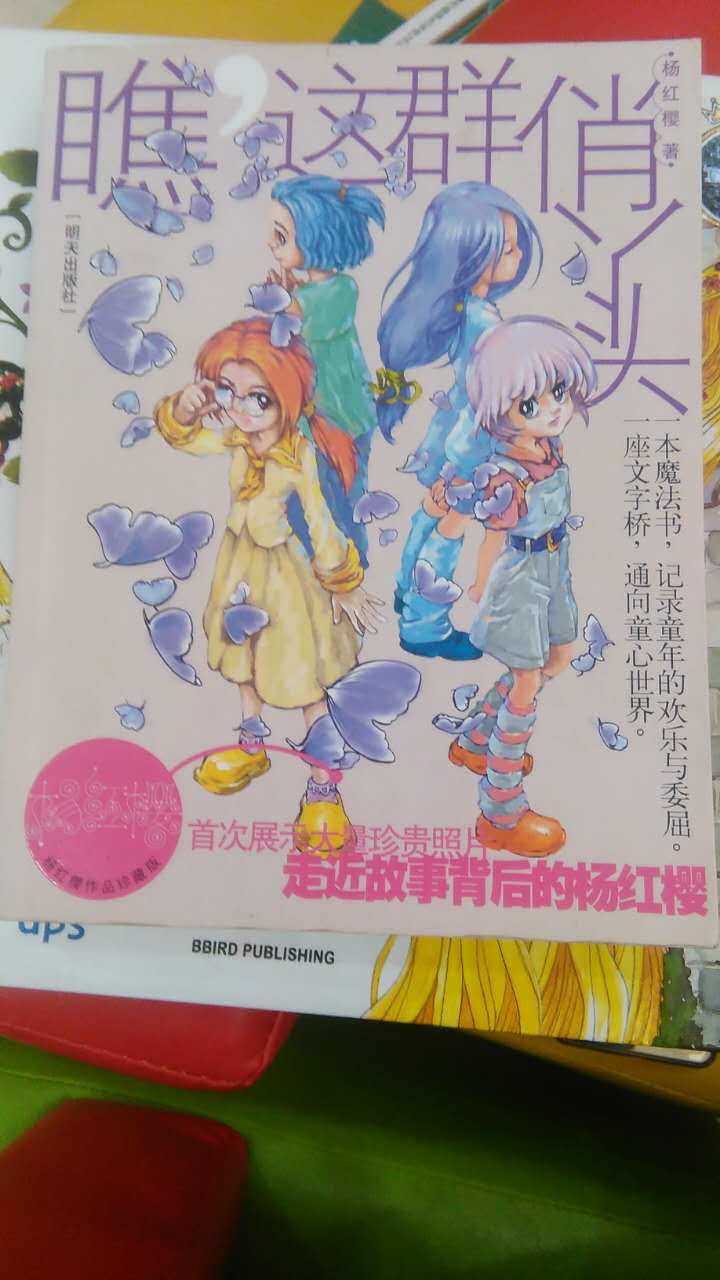 瞧，这群俏丫头
杨红樱 著
[明天出版社]
一本魔法书，记录童年的欢乐与委屈。
一座文字桥，通向童心世界。
杨红樱
杨红樱作品珍藏版
首次展示大量珍贵照片
走近故事背后的杨红樱
aps
BBIRD PUBLISHING